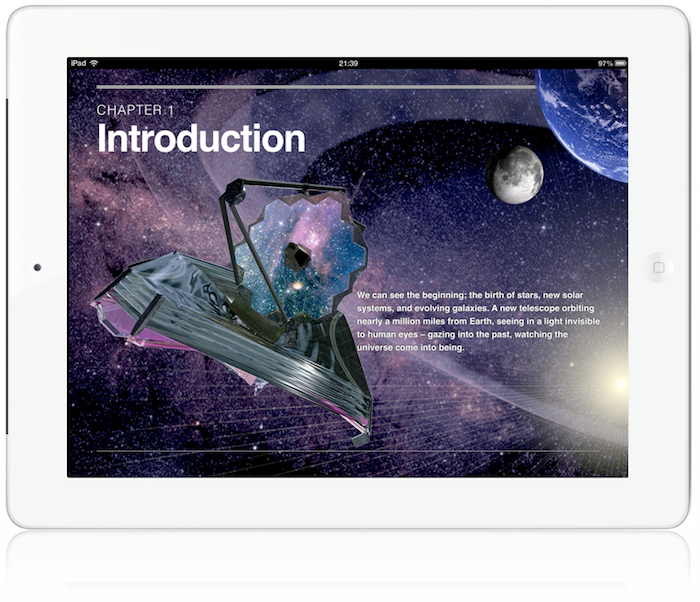 iPad 21:39 97%
CHAPTER 1
Introduction
We can see the beginning; the birth of stars, new solar
systems, and evolving galaxies. A new telescope orbiting
nearly a million miles from Earth, seeing in a light invisible
to human eyes – gazing into the past, watching the
universe come into being.